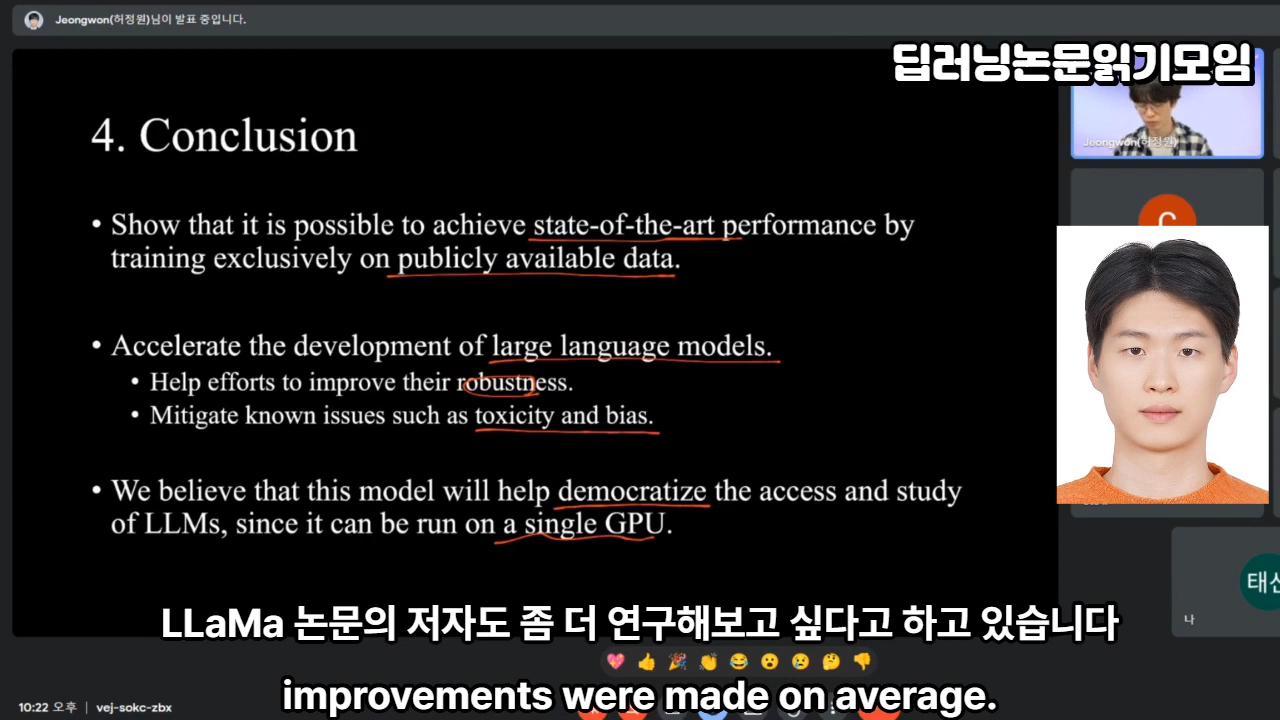 Jeongwon(허정원)님이 발표 중입니다.
딥러닝논문읽기모임
4. Conclusion
Jeongwon(허정원)
• Show that it is possible to achieve state-of-the-art performance by
training exclusively on publicly available data.
• Accelerate the development of large language models.
• Help efforts to improve their robustness.
• Mitigate known issues such as toxicity and bias.
• We believe that this model will help democratize the access and study
of LLMs, since it can be run on a single GPU.
태신
나
LLaMa 논문의 저자도 좀 더 연구해보고 싶다고 하고 있습니다
improvements were made on average.
10:22 오후 | vej-sokc-zbx